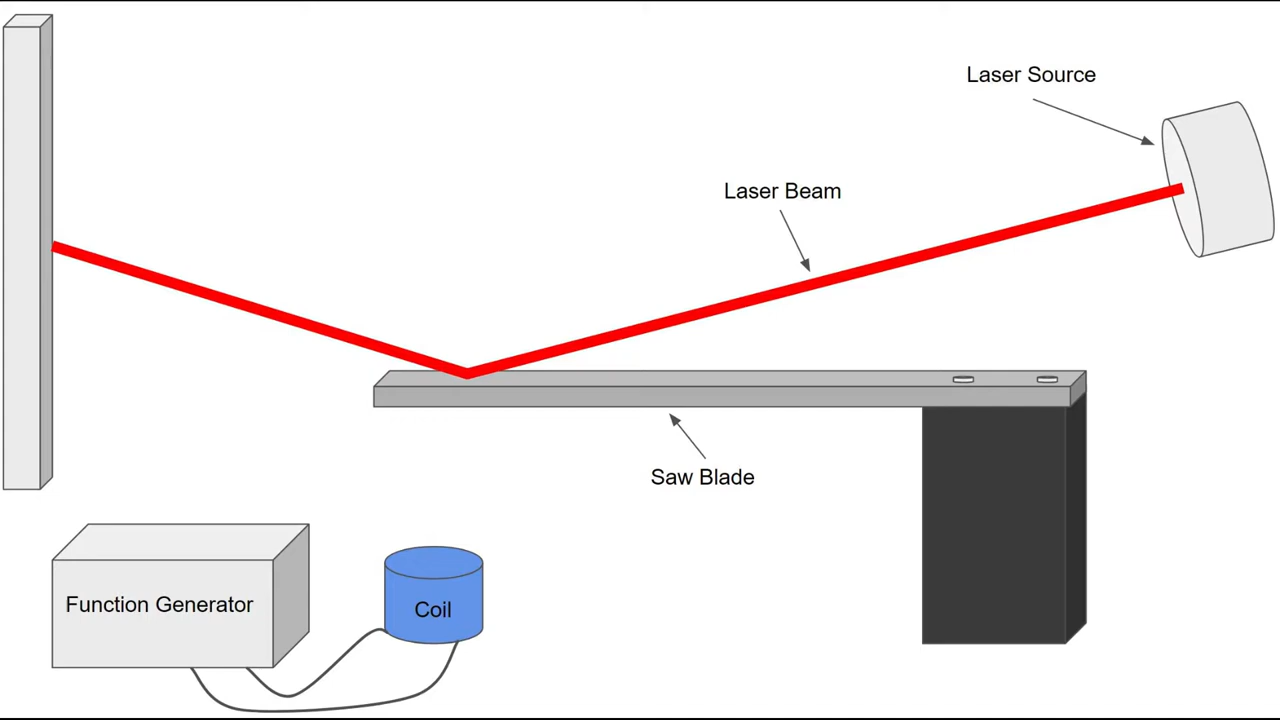 Laser Source
Laser Beam
Saw Blade
Function Generator
Coil